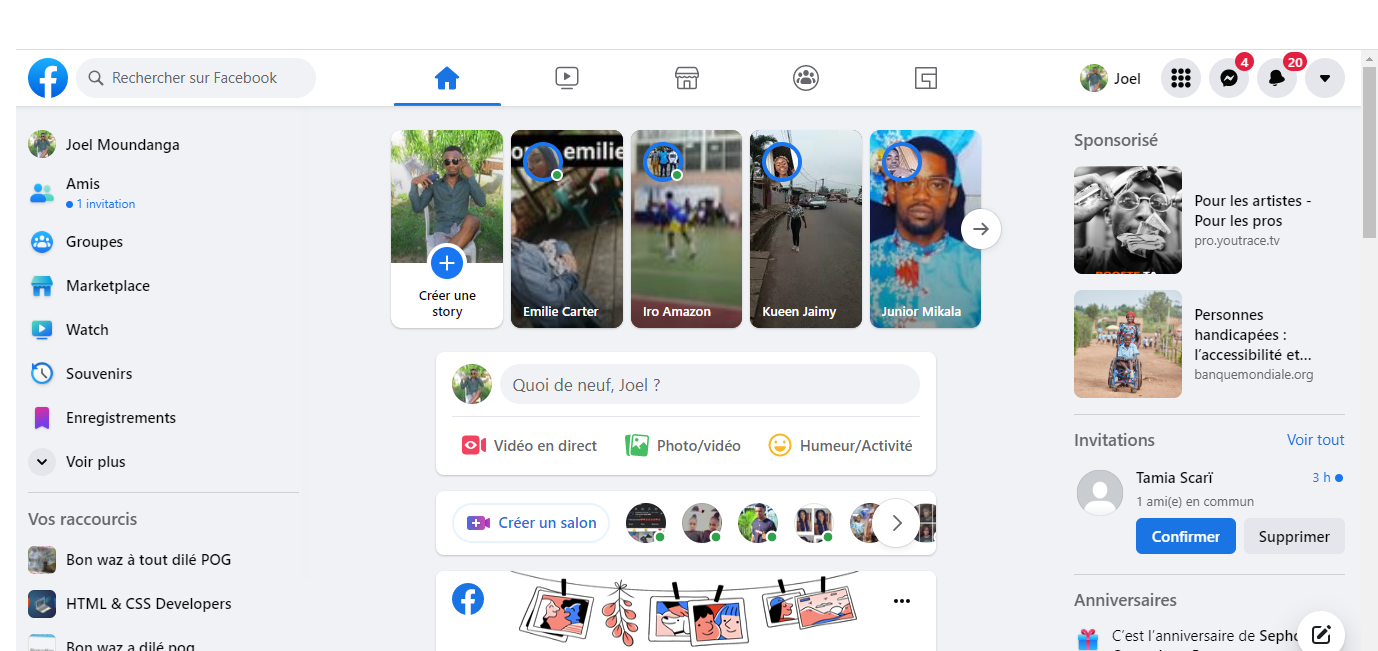 Rechercher sur Facebook
Joel
4
20
Joel Moundanga
Amis
1 invitation
Groupes
Marketplace
Watch
Souvenirs
Enregistrements
Voir plus
Vos raccourcis
Bon waz à tout dilé POG
HTML & CSS Developers
Bon waz a dilé pog
Créer une
story
emilie
Emilie Carter
Iro Amazon
Kueen Jaimy
Junior Mikala
Quoi de neuf, Joel ?
Vidéo en direct
Photo/vidéo
Humeur/Activité
Créer un salon
Sponsorisé
Pour les artistes -
Pour les pros
pro.youtrace.tv
Personnes
handicapées :
l'accessibilité et...
banquemondiale.org
Invitations
Voir tout
Tamia Scarï
3 h
1 ami(e) en commun
Confirmer
Supprimer
Anniversaires
C'est l'anniversaire de